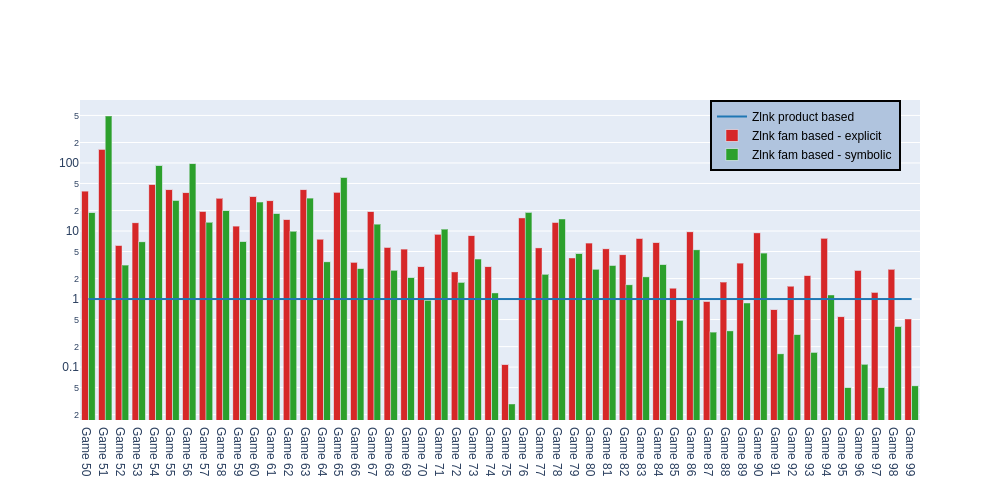 Zlnk product based
Zlnk fam based - explicit
Zlnk fam based - symbolic
5
2
100
5
2
10
5
2
1
5
2
0.1
5
2
Game 50
Game 51
Game 52
Game 53
Game 54
Game 55
Game 56
Game 57
Game 58
Game 59
Game 60
Game 61
Game 62
Game 63
Game 64
Game 65
Game 66
Game 67
Game 68
Game 69
Game 70
Game 71
Game 72
Game 73
Game 74
Game 75
Game 76
Game 77
Game 78
Game 79
Game 80
Game 81
Game 82
Game 83
Game 84
Game 85
Game 86
Game 87
Game 88
Game 89
Game 90
Game 91
Game 92
Game 93
Game 94
Game 95
Game 96
Game 97
Game 98
Game 99